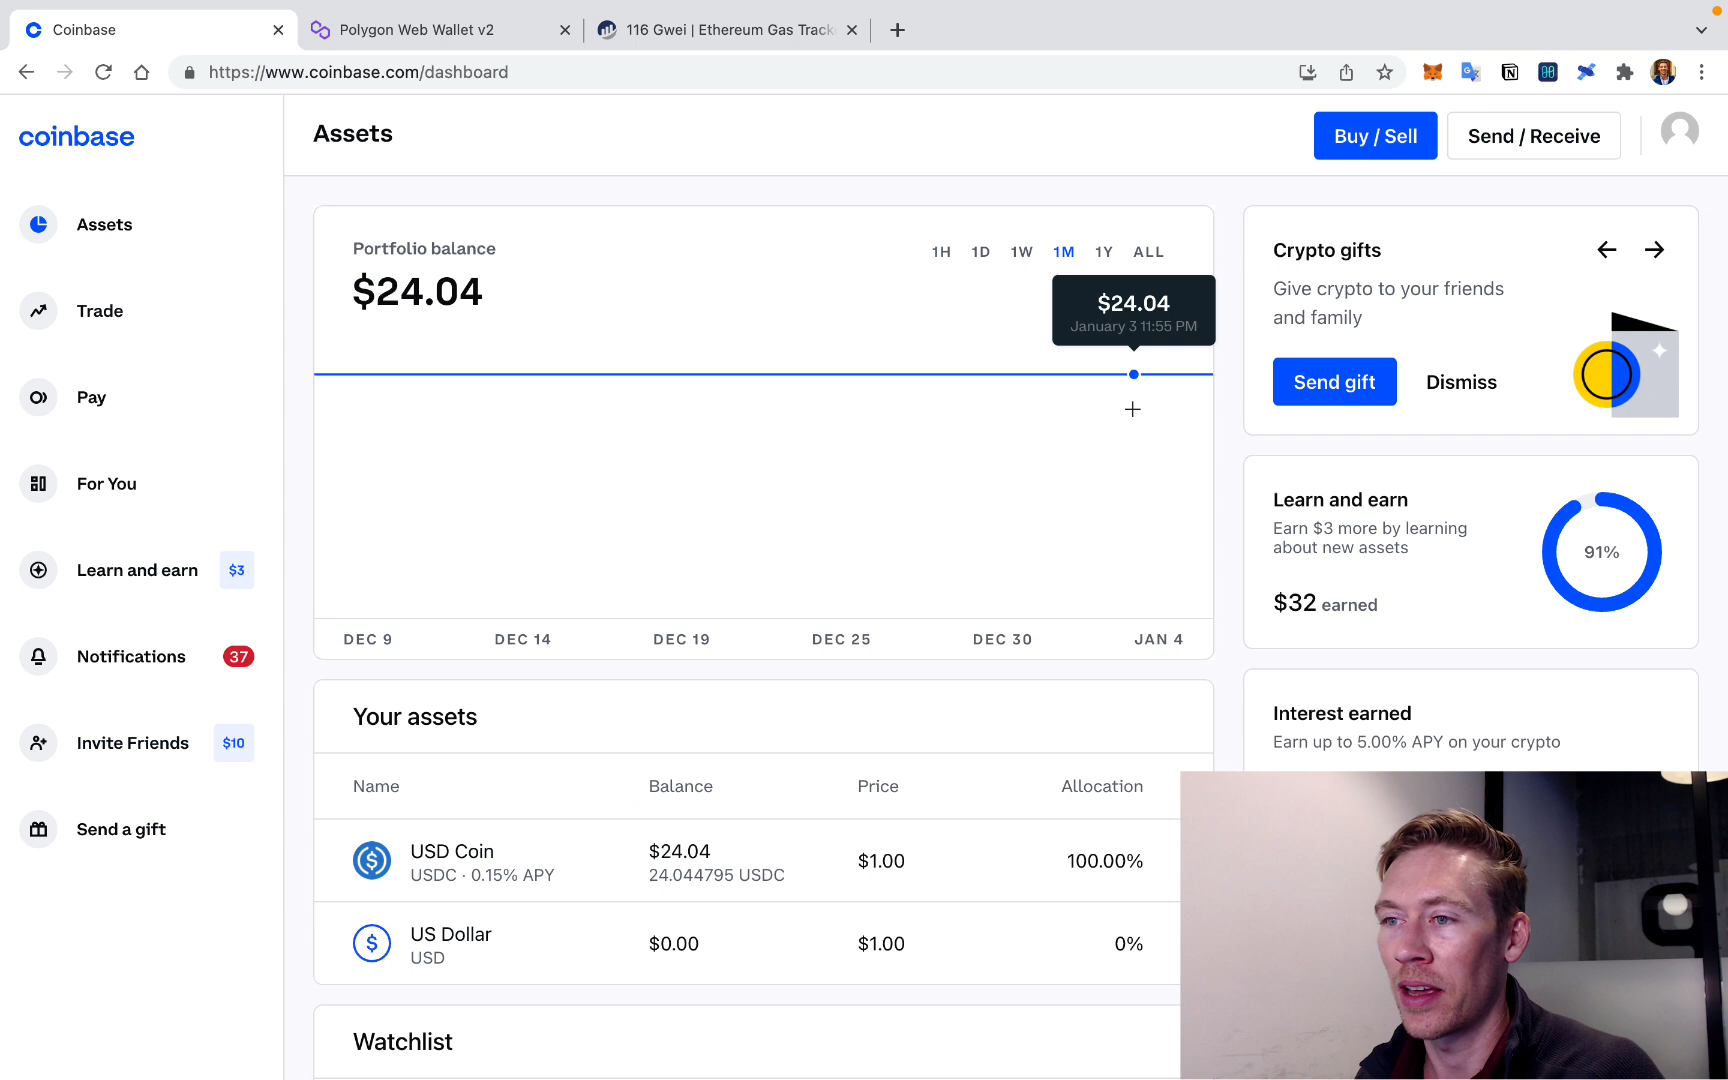 Coinbase
Polygon Web Wallet v2
116 Gwei | Ethereum Gas Track
https://www.coinbase.com/dashboard
coinbase
Assets
Trade
Pay
For You
Learn and earn $3
Notifications 37
Invite Friends $10
Send a gift
Assets
Buy / Sell
Send / Receive
Portfolio balance
$24.04
1H 1D 1W 1M 1Y ALL
$24.04
January 3 11:55 PM
DEC 9 DEC 14 DEC 19 DEC 25 DEC 30 JAN 4
Your assets
Name Balance Price Allocation
USD Coin $24.04 $1.00 100.00%
USDC · 0.15% APY 24.044795 USDC
US Dollar $0.00 $1.00 0%
USD
Watchlist
Crypto gifts
Give crypto to your friends
and family
Send gift Dismiss
Learn and earn
Earn $3 more by learning
about new assets
91%
$32 earned
Interest earned
Earn up to 5.00% APY on your crypto